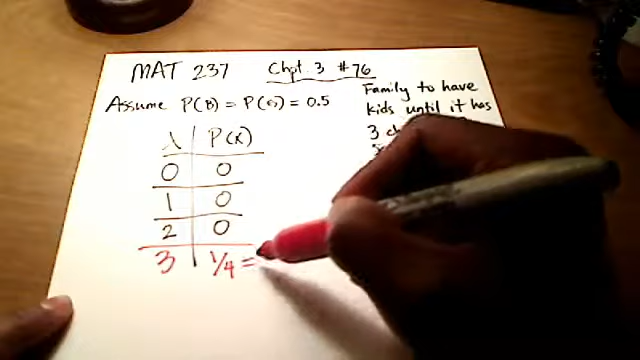 MAT 237 Chpt. 3 #76
Assume P(B) = P(G) = 0.5
Family to have
kids until it has
3
x P(X)
0 0
1 0
2 0
3 1/4 =